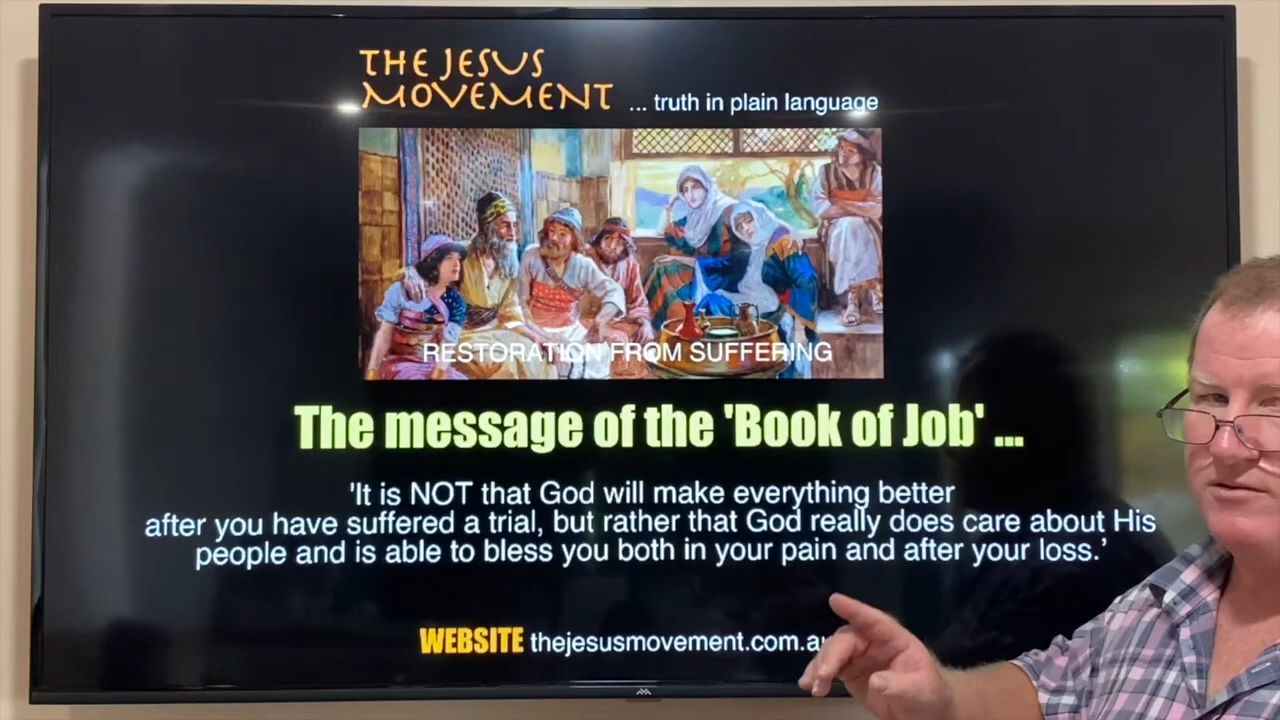 THE JESUS
MOVEMENT ... truth in plain language
RESTORATION FROM SUFFERING
The message of the 'Book of Job' ...
'It is NOT that God will make everything better
after you have suffered a trial, but rather that God really does care about His
people and is able to bless you both in your pain and after your loss.’
WEBSITE thejesusmovement.com.au